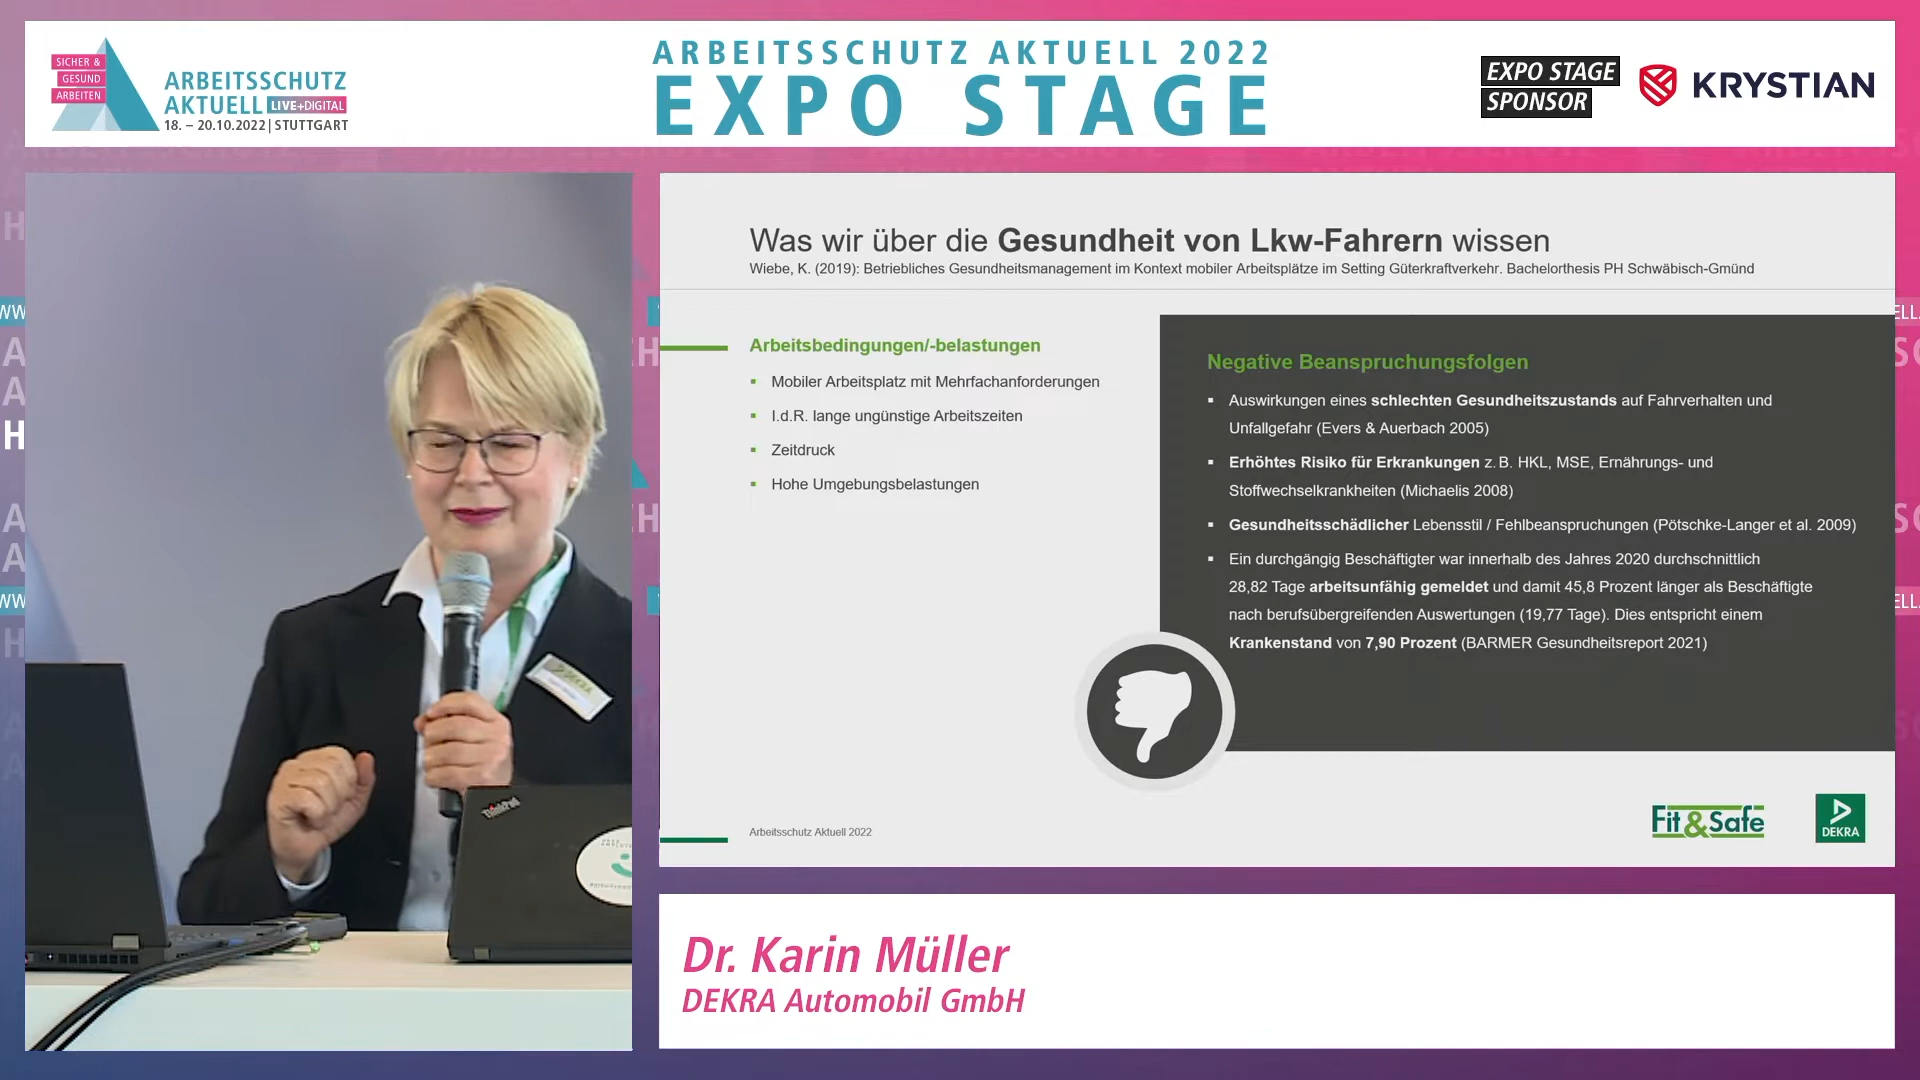 SICHER &
GESUND
ARBEITEN
ARBEITSSCHUTZ
AKTUELL LIVE+DIGITAL
18. – 20.10.2022 | STUTTGART
ARBEITSSCHUTZ AKTUELL 2022
EXPO STAGE
EXPO STAGE
SPONSOR
KRYSTIAN
Was wir über die Gesundheit von Lkw-Fahrern wissen
Wiebe, K. (2019): Betriebliches Gesundheitsmanagement im Kontext mobiler Arbeitsplätze im Setting Güterkraftverkehr. Bachelorthesis PH Schwäbisch-Gmünd
Arbeitsbedingungen/-belastungen
▪ Mobiler Arbeitsplatz mit Mehrfachanforderungen
▪ I.d.R. lange ungünstige Arbeitszeiten
▪ Zeitdruck
▪ Hohe Umgebungsbelastungen
Negative Beanspruchungsfolgen
▪ Auswirkungen eines schlechten Gesundheitszustands auf Fahrverhalten und
Unfallgefahr (Evers & Auerbach 2005)
▪ Erhöhtes Risiko für Erkrankungen z. B. HKL, MSE, Ernährungs- und
Stoffwechselkrankheiten (Michaelis 2008)
▪ Gesundheitsschädlicher Lebensstil / Fehlbeanspruchungen (Pötschke-Langer et al. 2009)
▪ Ein durchgängig Beschäftigter war innerhalb des Jahres 2020 durchschnittlich
28,82 Tage arbeitsunfähig gemeldet und damit 45,8 Prozent länger als Beschäftigte
nach berufsübergreifenden Auswertungen (19,77 Tage). Dies entspricht einem
Krankenstand von 7,90 Prozent (BARMER Gesundheitsreport 2021)
Arbeitsschutz Aktuell 2022
Fit&Safe
DEKRA
DEKRA
ThinkPad
Dr. Karin Müller
DEKRA Automobil GmbH